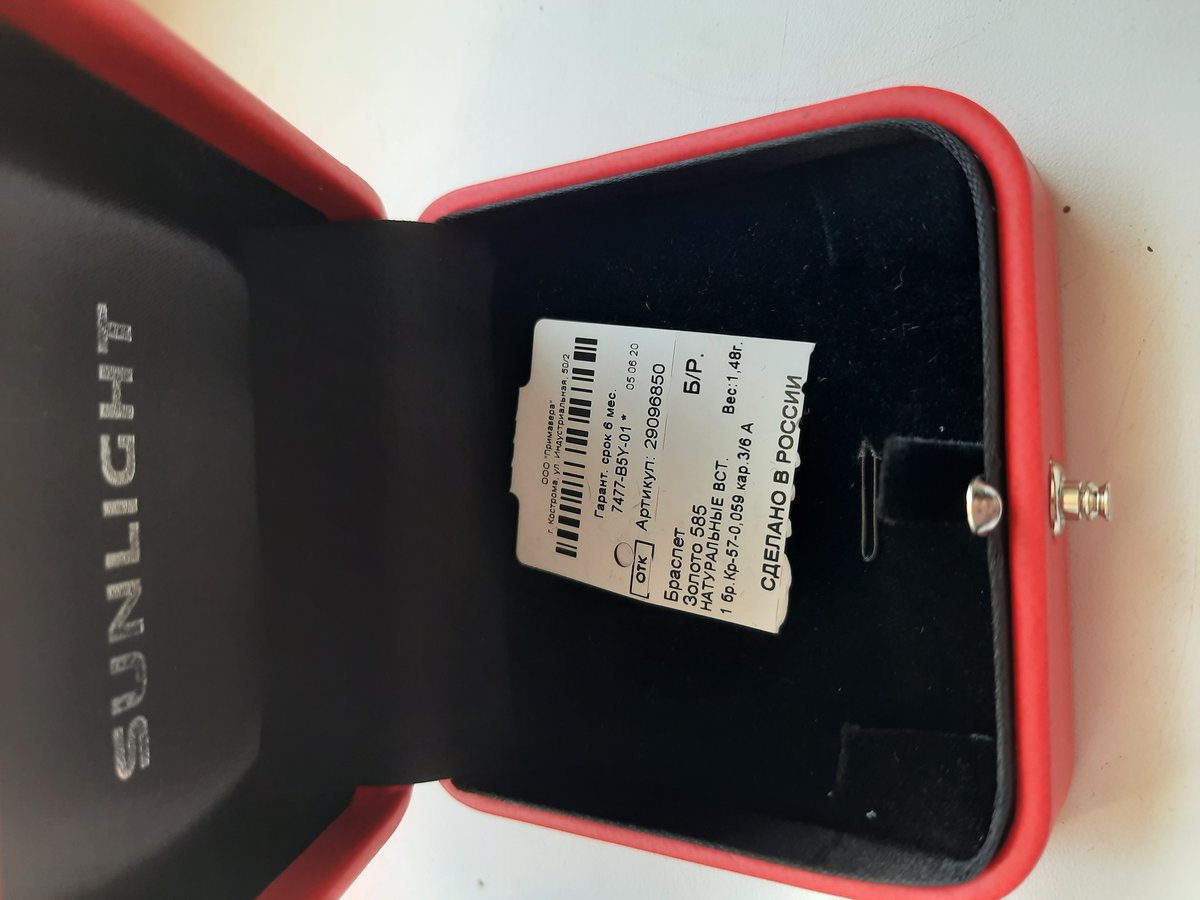 SUNLIGHT
ООО "Примавера"
г. Кострома, ул. Индустриальная, 50/2
Гарант. срок 6 мес.
7477-B5Y-01 * 05 06 20
ОТК Артикул: 29096850
Браслет Б/Р.
Золото 585
НАТУРАЛЬНЫЕ ВСТ. Вес:1,48г.
1 бр.Кр-57-0,059 кар.3/6 А
СДЕЛАНО В РОССИИ